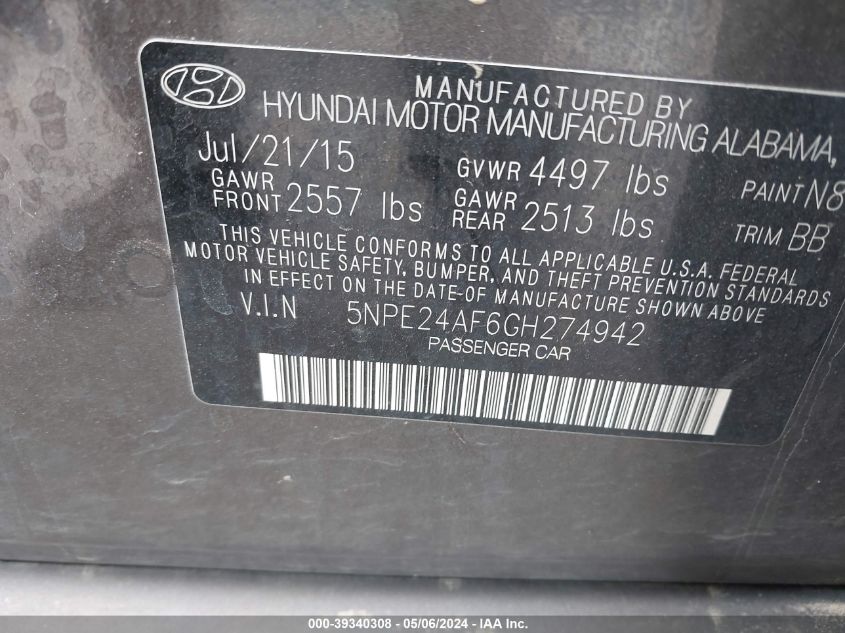 MANUFACTURED BY
HYUNDAI MOTOR MANUFACTURING ALABAMA,
Jul/21/15 GVWR 4497 lbs PAINT N8
GAWR FRONT 2557 lbs GAWR REAR 2513 lbs TRIM BB
THIS VEHICLE CONFORMS TO ALL APPLICABLE U.S.A. FEDERAL
MOTOR VEHICLE SAFETY, BUMPER, AND THEFT PREVENTION STANDARDS
IN EFFECT ON THE DATE-OF MANUFACTURE SHOWN ABOVE
V.I.N 5NPE24AF6GH274942
PASSENGER CAR
000-39340308 — 05/06/2024 — IAA Inc.